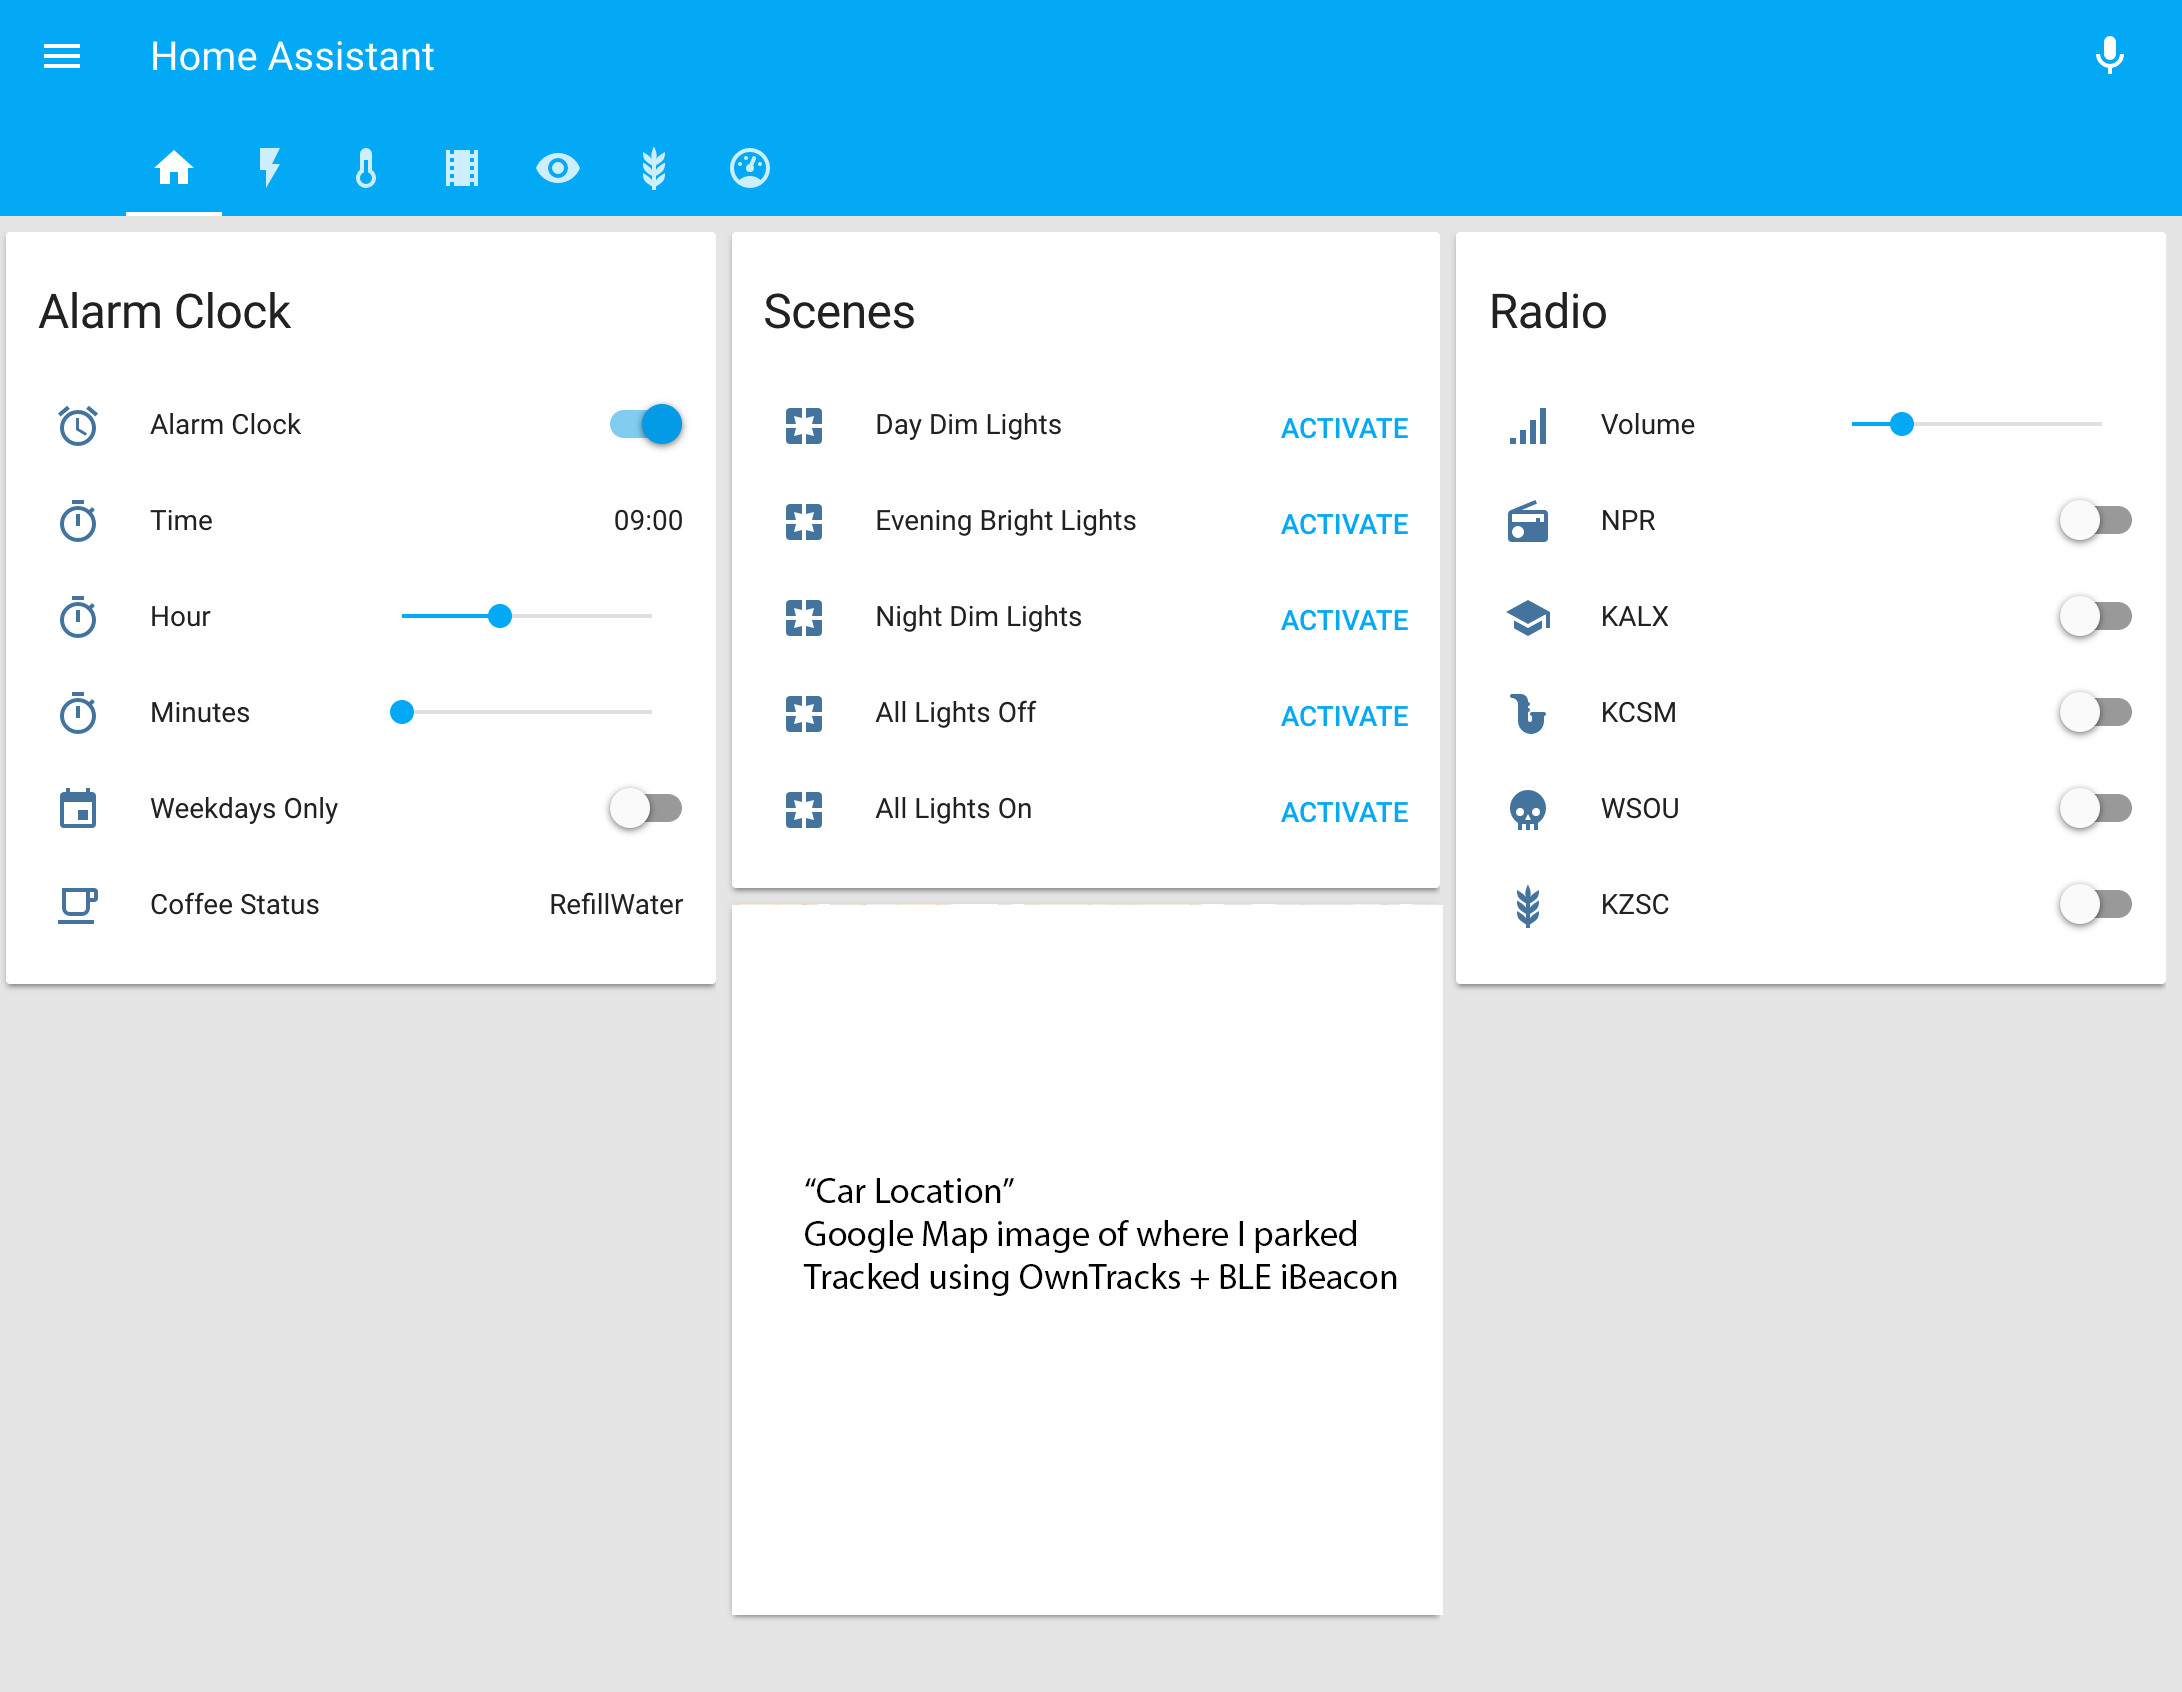 Home Assistant
Alarm Clock
Alarm Clock
Time 09:00
Hour
Minutes
Weekdays Only
Coffee Status RefillWater
Scenes
Day Dim Lights ACTIVATE
Evening Bright Lights ACTIVATE
Night Dim Lights ACTIVATE
All Lights Off ACTIVATE
All Lights On ACTIVATE
“Car Location”
Google Map image of where I parked
Tracked using OwnTracks + BLE iBeacon
Radio
Volume
NPR
KALX
KCSM
WSOU
KZSC